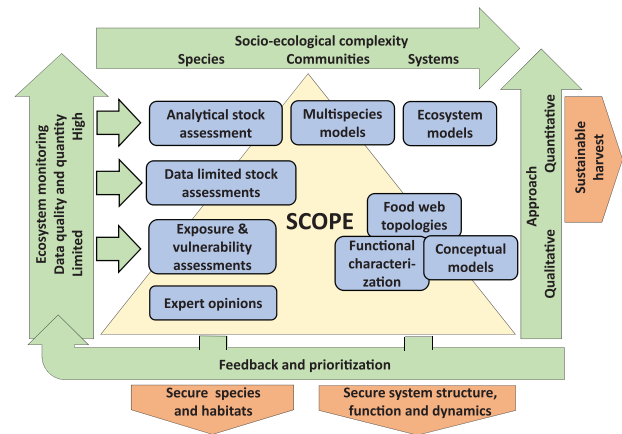 Socio-ecological complexity
Species Communities Systems
Ecosystem monitoring
Data quality and quantity
Limited High
Analytical stock
assessment
Multispecies
models
Ecosystem
models
Data limited stock
assessments
Exposure &
vulnerability
assessments
Expert opinions
SCOPE
Food web
topologies
Functional
characteri-
zation
Conceptual
models
Approach
Qualitative Quantitative
Sustainable
harvest
Feedback and prioritization
Secure species
and habitats
Secure system structure,
function and dynamics